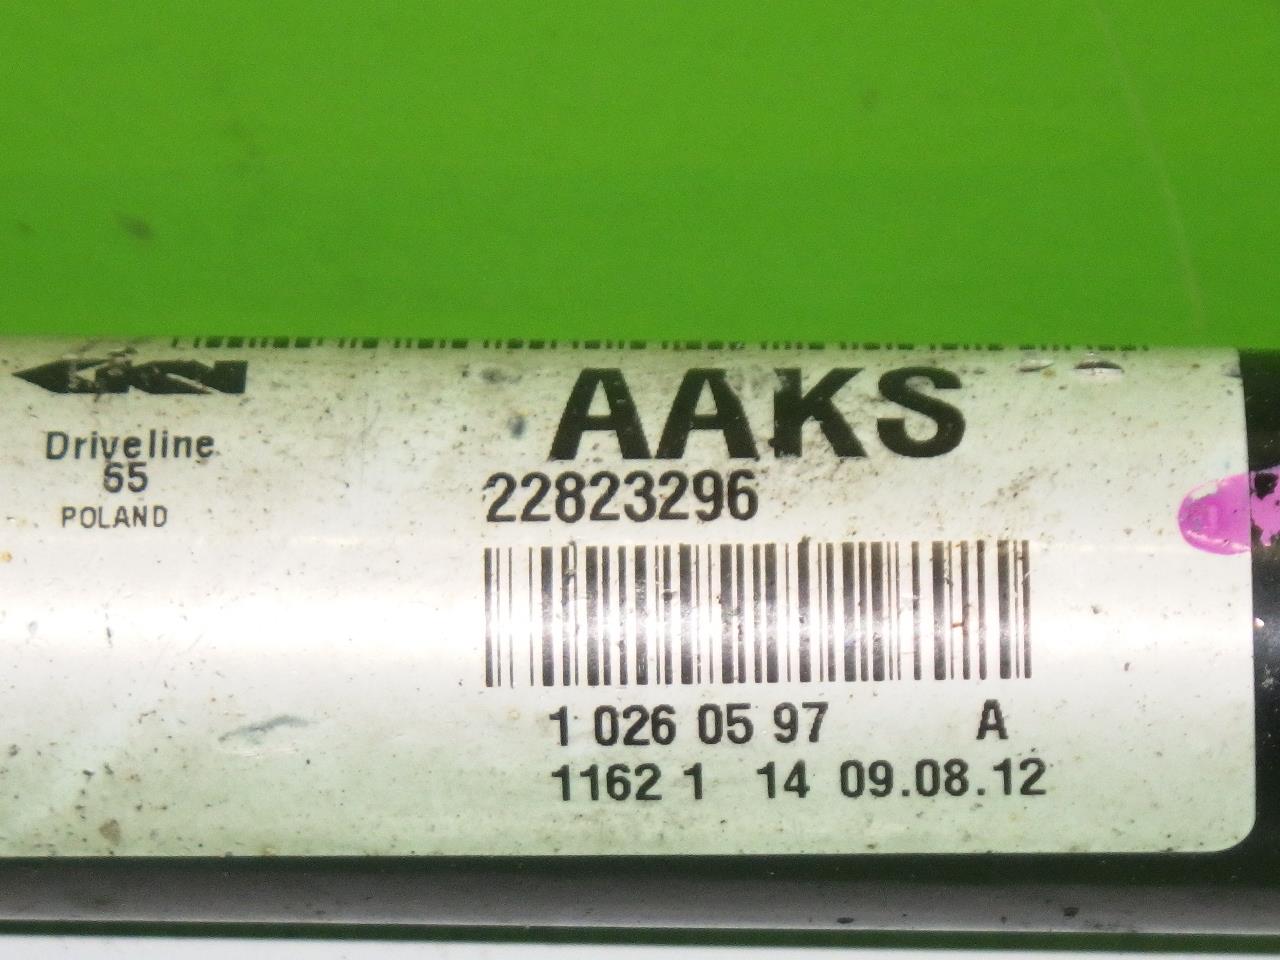 GKN
Driveline
65
POLAND
AAKS
22823296
1 026 05 97 A
1162 1 14 09.08.12